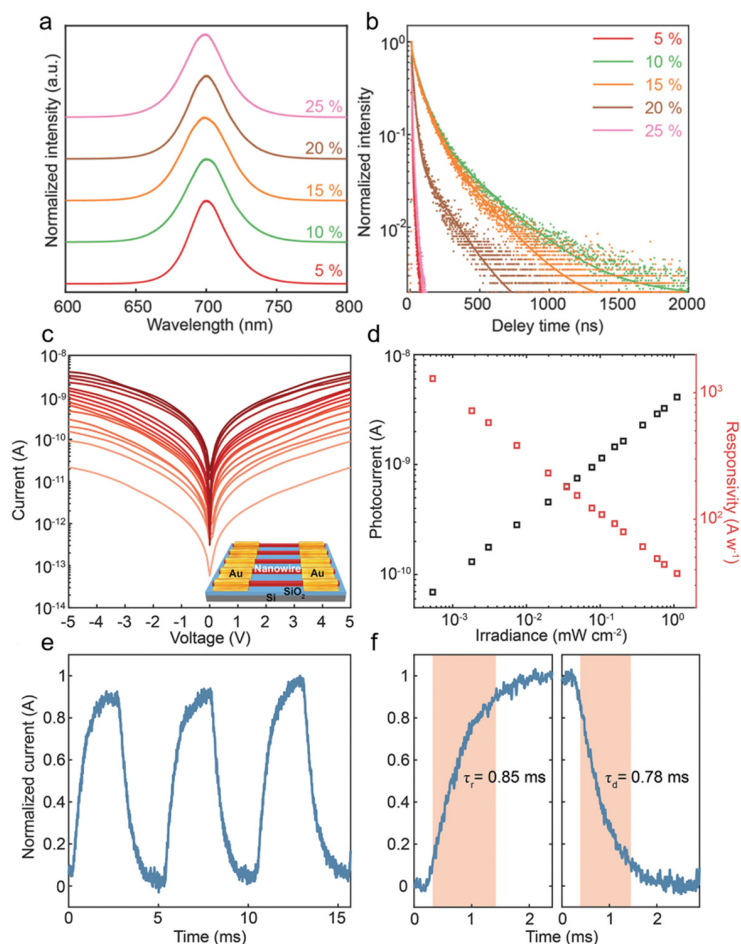 a
Normalized intensity (a.u.)
25 %
20 %
15 %
10 %
5 %
600 650 700 750 800
Wavelength (nm)
b
Normalized intensity
10⁰
10⁻¹
10⁻²
5 %
10 %
15 %
20 %
25 %
0 500 1000 1500 2000
Deley time (ns)
c
Current (A)
10⁻⁸
10⁻⁹
10⁻¹⁰
10⁻¹¹
10⁻¹²
10⁻¹³
10⁻¹⁴
Nanowire
Au Au
SiO₂
Si
-5 -4 -3 -2 -1 0 1 2 3 4 5
Voltage (V)
d
Photocurrent (A)
10⁻⁸
10⁻⁹
10⁻¹⁰
Responsivity (A w⁻¹)
10³
10²
10⁻³ 10⁻² 10⁻¹ 10⁰
Irradiance (mW cm⁻²)
e
Normalized current (A)
1
0.8
0.6
0.4
0.2
0
0 5 10 15
Time (ms)
f
1
0.8
0.6
0.4
0.2
0
τᵣ= 0.85 ms
τd= 0.78 ms
0 1 2 0 1 2
Time (ms)